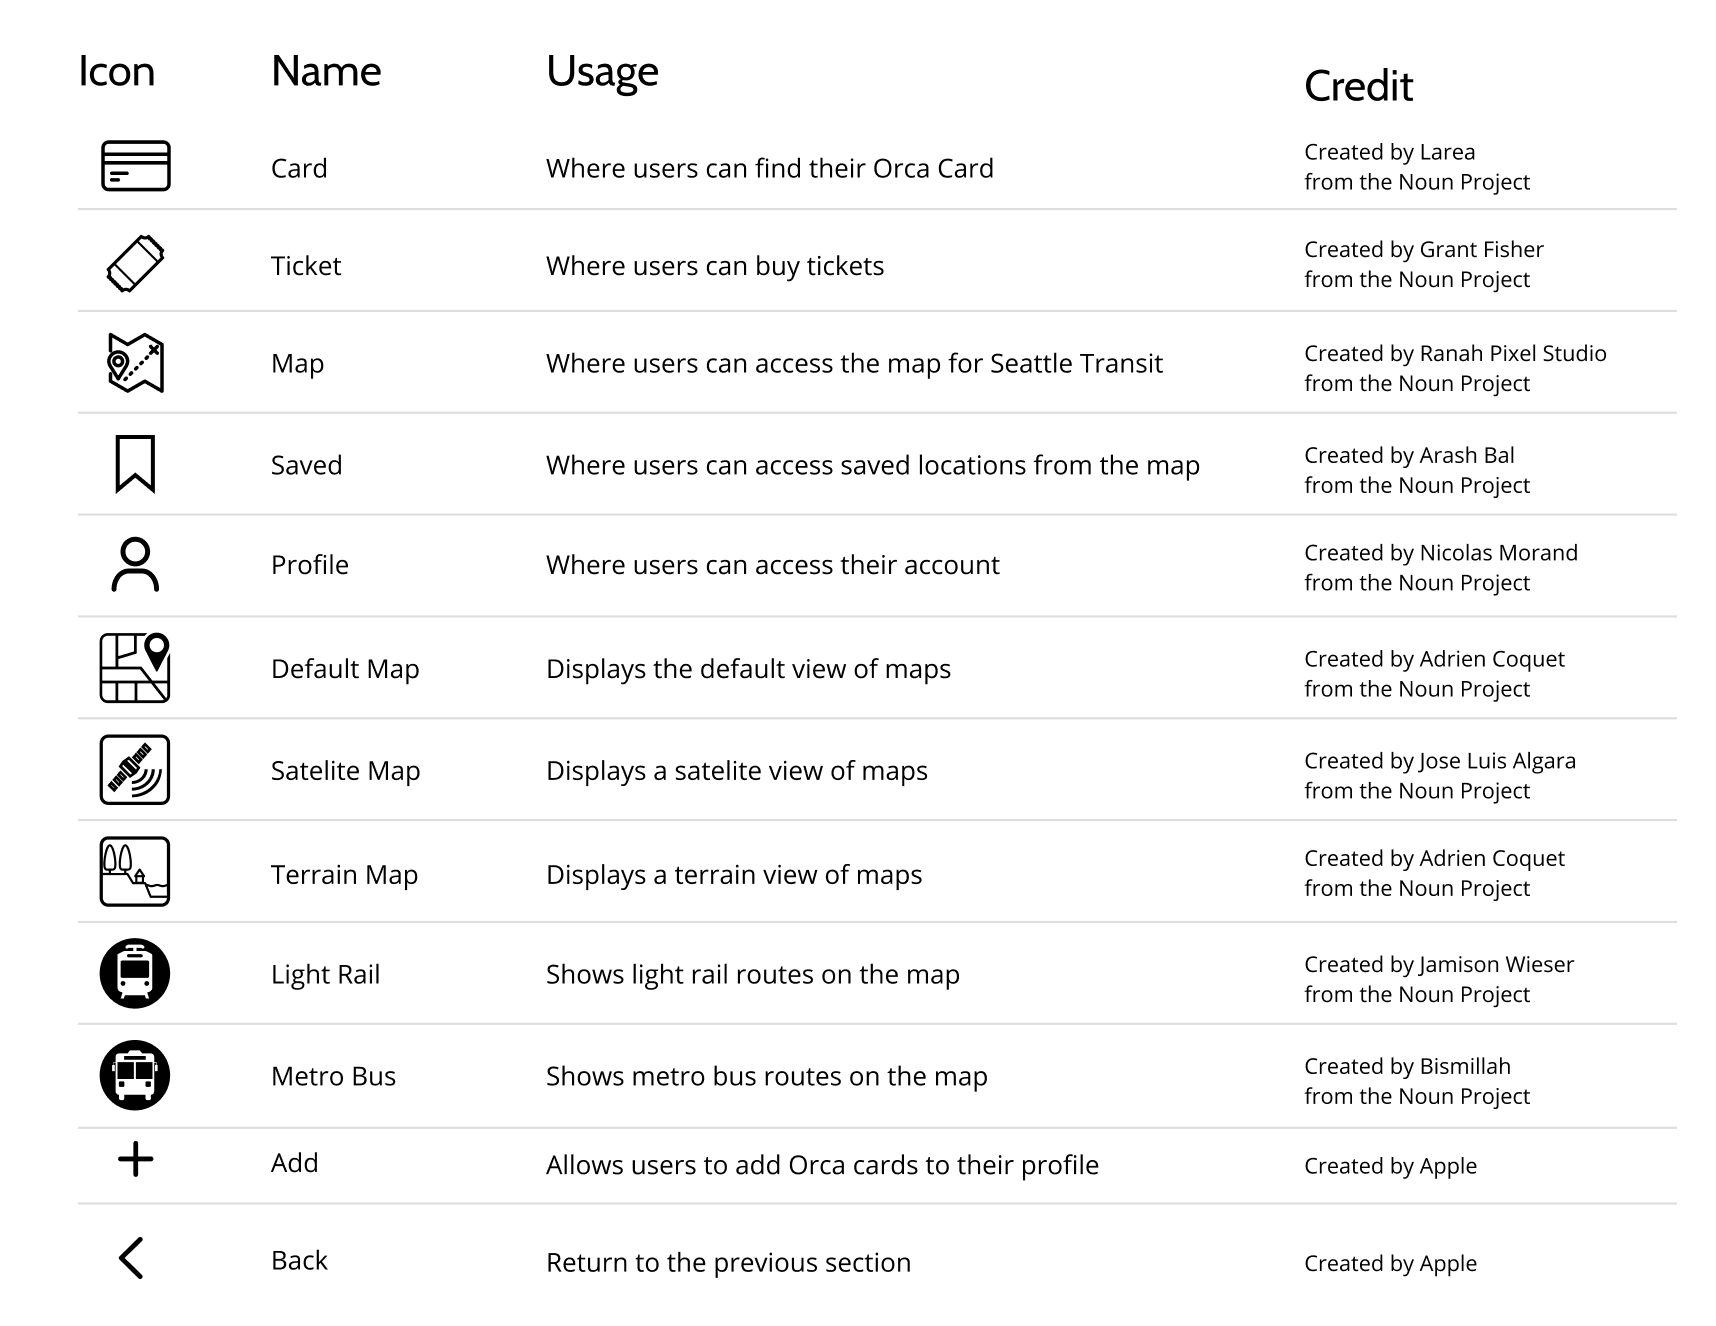 Icon Name Usage Credit
Card Where users can find their Orca Card Created by Larea
from the Noun Project
Ticket Where users can buy tickets Created by Grant Fisher
from the Noun Project
Map Where users can access the map for Seattle Transit Created by Ranah Pixel Studio
from the Noun Project
Saved Where users can access saved locations from the map Created by Arash Bal
from the Noun Project
Profile Where users can access their account Created by Nicolas Morand
from the Noun Project
Default Map Displays the default view of maps Created by Adrien Coquet
from the Noun Project
Satelite Map Displays a satelite view of maps Created by Jose Luis Algara
from the Noun Project
Terrain Map Displays a terrain view of maps Created by Adrien Coquet
from the Noun Project
Light Rail Shows light rail routes on the map Created by Jamison Wieser
from the Noun Project
Metro Bus Shows metro bus routes on the map Created by Bismillah
from the Noun Project
Add Allows users to add Orca cards to their profile Created by Apple
Back Return to the previous section Created by Apple